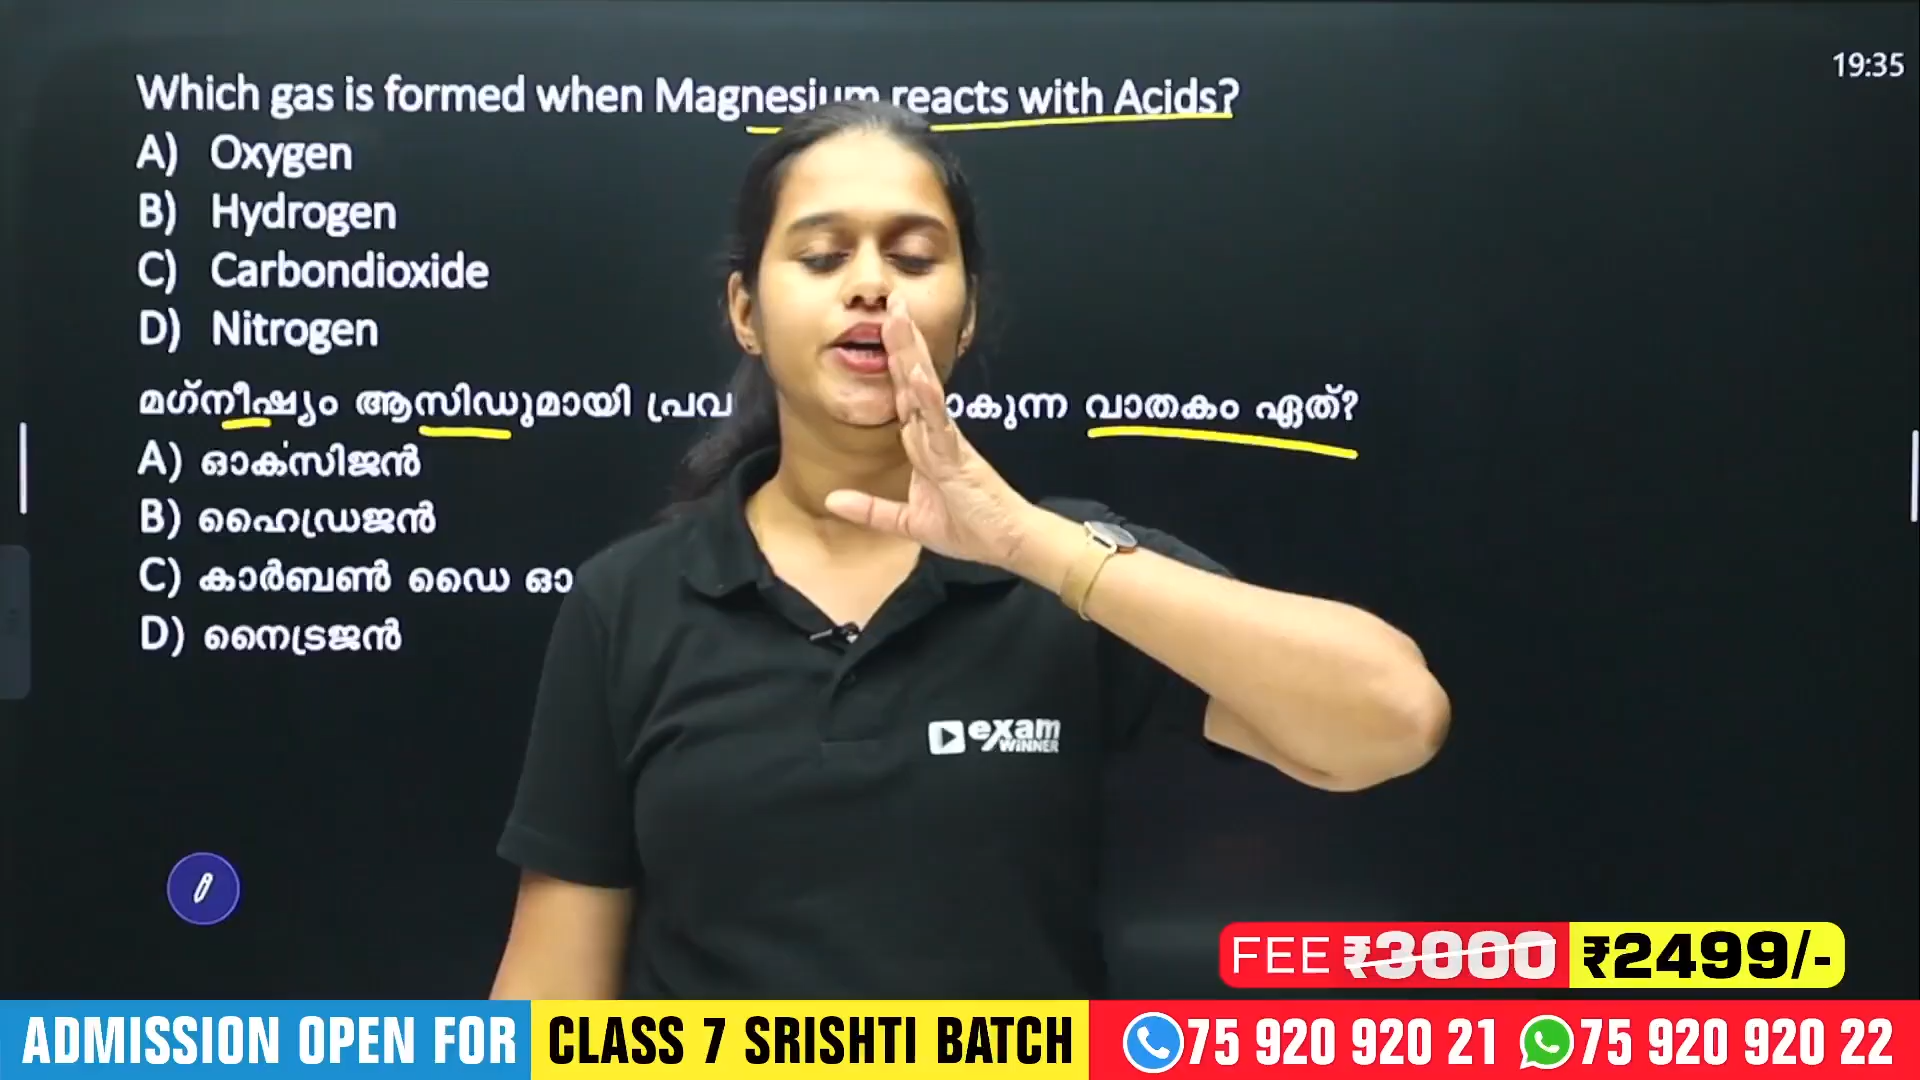 19:35
Which gas is formed when Magnesium reacts with Acids?
A) Oxygen
B) Hydrogen
C) Carbondioxide
D) Nitrogen
മഗ്നീഷ്യം ആസിഡുമായി വാതകം ഏത്?
A) ഓക്സിജൻ
B) ഹൈഡ്രജൻ
C) കാർബൺ ഡൈ
D) നൈട്രജൻ
exam
WINNER
FEE ₹3000 ₹2499/-
ADMISSION OPEN FOR CLASS 7 SRISHTI BATCH 75 920 920 21 75 920 920 22